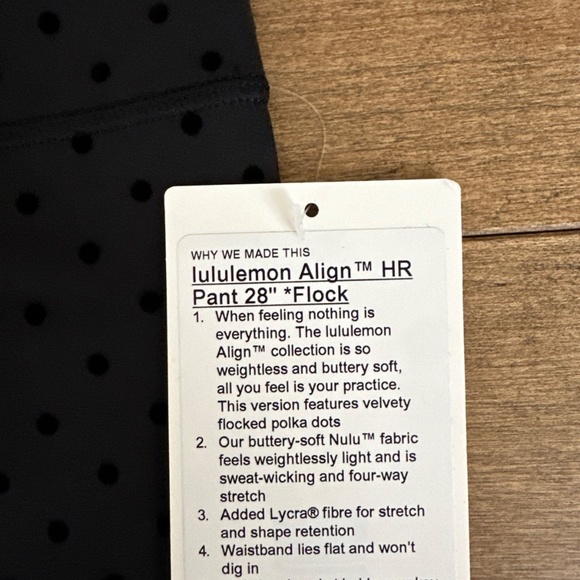 WHY WE MADE THIS
lululemon Align™ HR
Pant 28" *Flock
1. When feeling nothing is
everything. The lululemon
Align™ collection is so
weightless and buttery soft,
all you feel is your practice.
This version features velvety
flocked polka dots
2. Our buttery-soft Nulu™ fabric
feels weightlessly light and is
sweat-wicking and four-way
stretch
3. Added Lycra® fibre for stretch
and shape retention
4. Waistband lies flat and won't
dig in